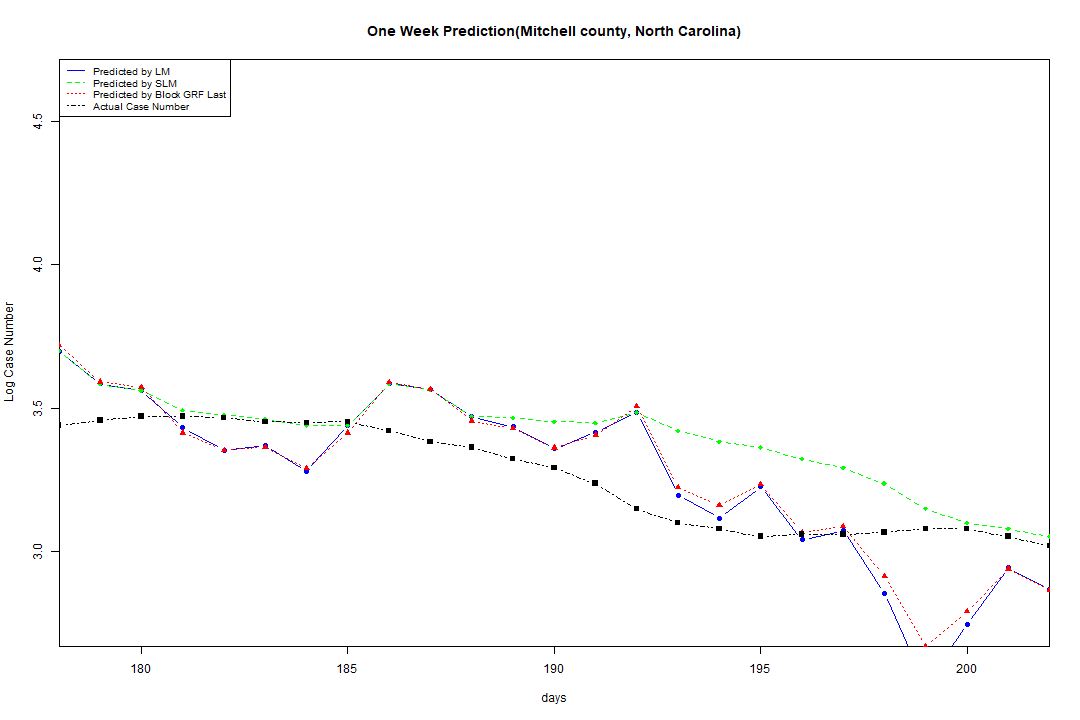 One Week Prediction(Mitchell county, North Carolina)
Predicted by LM
Predicted by SLM
Predicted by Block GRF Last
Actual Case Number
4.5
4.0
3.5
3.0
Log Case Number
180 185 190 195 200
days